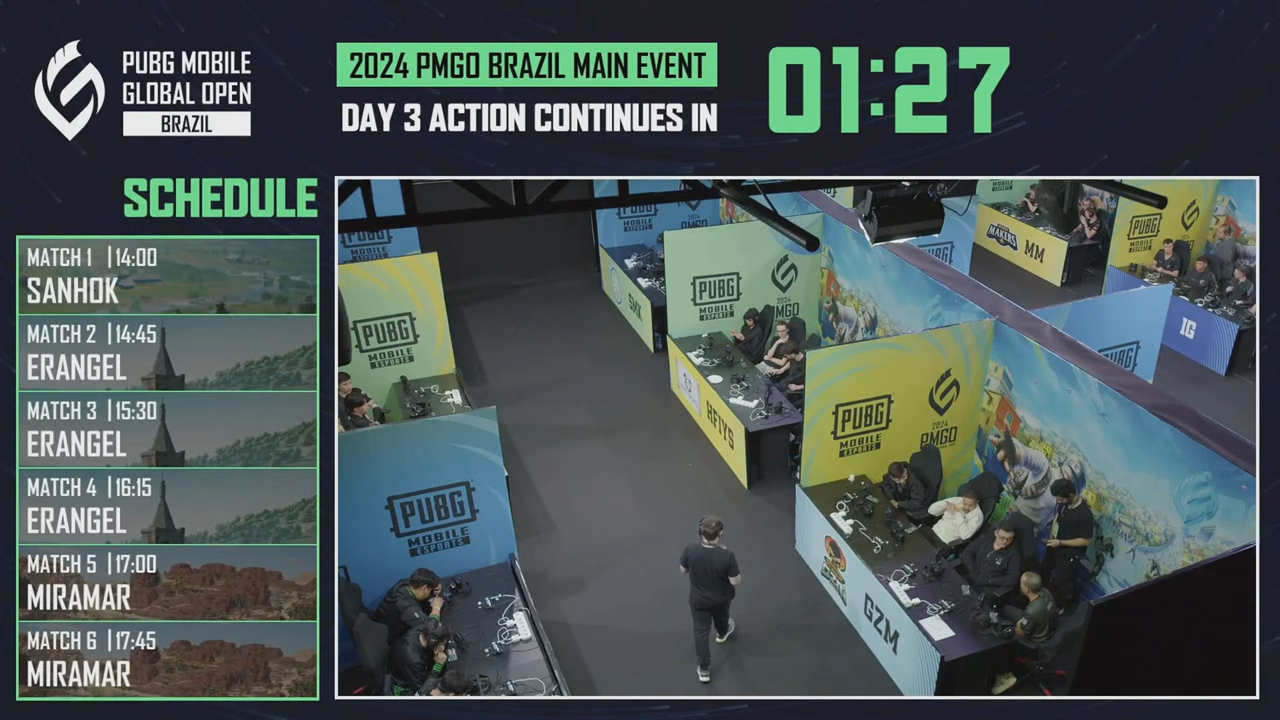 PUBG MOBILE
GLOBAL OPEN
BRAZIL
2024 PMGO BRAZIL MAIN EVENT
DAY 3 ACTION CONTINUES IN
01:27
SCHEDULE
MATCH 1 | 14:00
SANHOK
MATCH 2 | 14:45
ERANGEL
MATCH 3 | 15:30
ERANGEL
MATCH 4 | 16:15
ERANGEL
MATCH 5 | 17:00
MIRAMAR
MATCH 6 | 17:45
MIRAMAR
PUBG
MOBILE
ESPORTS
PUBG
MOBILE
ESPORTS
SMK
PUBG
MOBILE
ESPORTS
2024
PMGO
HFIYS
PUBG
MOBILE
ESPORTS
2024
PMGO
GZM
MAKERS
MM
PUBG
MOBILE
ESPORTS
IG
PUBG